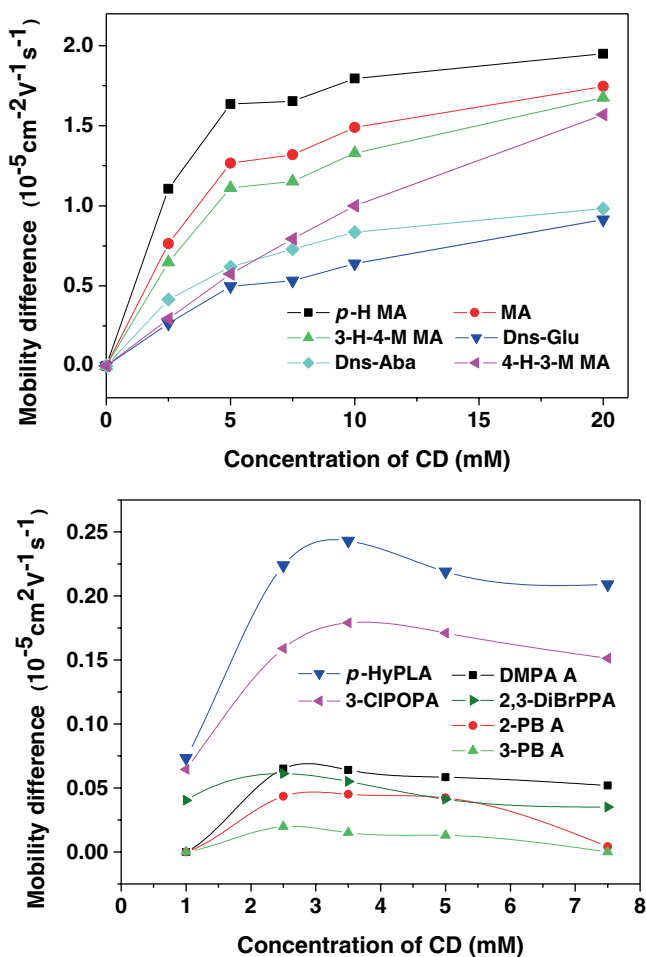 Mobility difference (10⁻⁵cm⁻²V⁻¹s⁻¹)
2.0
1.5
1.0
0.5
0.0
p-H MA MA
3-H-4-M MA Dns-Glu
Dns-Aba 4-H-3-M MA
0 5 10 15 20
Concentration of CD (mM)
Mobility difference (10⁻⁵cm²V⁻¹s⁻¹)
0.25
0.20
0.15
0.10
0.05
0.00
p-HyPLA DMPA A
3-ClPOPA 2,3-DiBrPPA
2-PB A
3-PB A
0 1 2 3 4 5 6 7 8
Concentration of CD (mM)